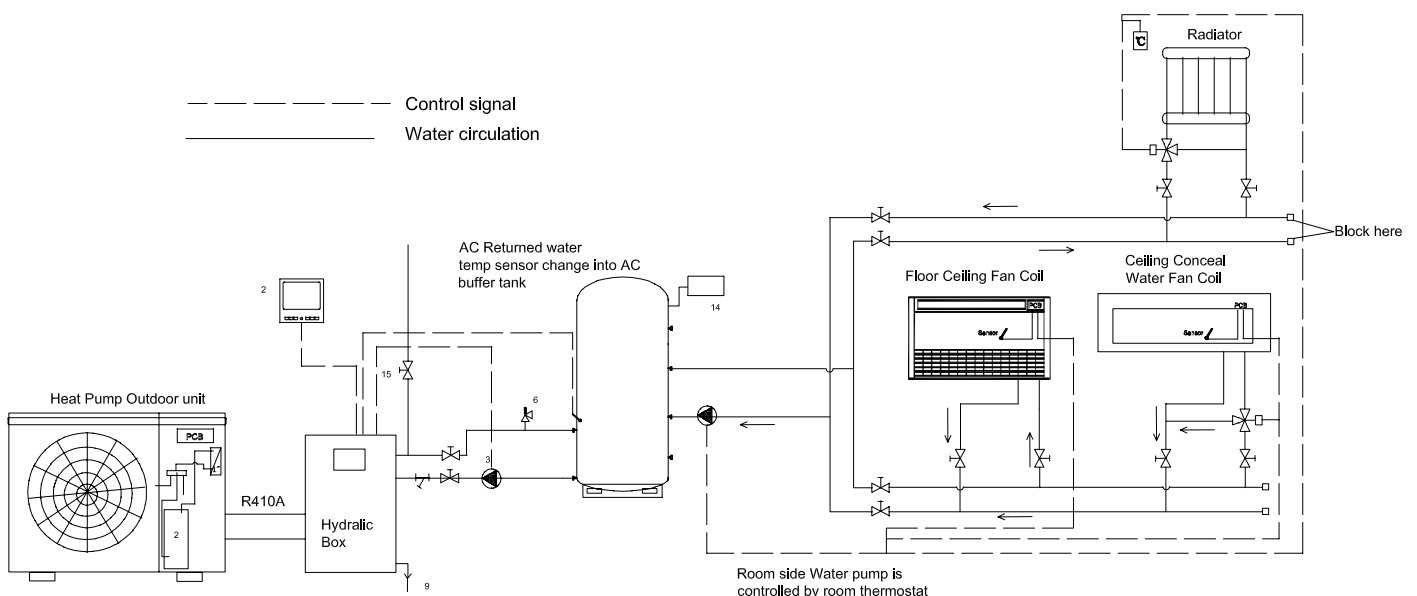 Radiator
℃
Control signal
Water circulation
Block here
AC Returned water
temp sensor change into AC
buffer tank
2
14
Floor Ceiling Fan Coil
PCB
Sensor
Ceiling Conceal
Water Fan Coil
PCB
Sensor
15
6
Heat Pump Outdoor unit
PCB
2
R410A
3
Hydralic
Box
9
Room side Water pump is
controlled by room thermostat